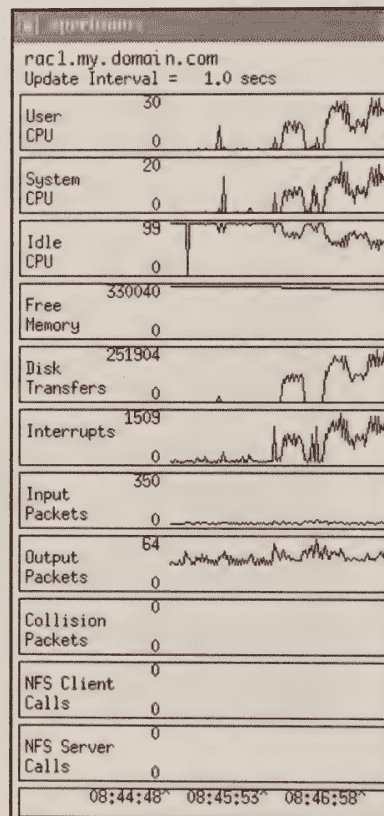 rac1.my.domain.com
Update Interval = 1.0 secs
User CPU 30 0
System CPU 20 0
Idle CPU 99 0
Free Memory 330040 0
Disk Transfers 251904 0
Interrupts 1509 0
Input Packets 350 0
Output Packets 64 0
Collision Packets 0 0
NFS Client Calls 0 0
NFS Server Calls 0 0
08:44:48^ 08:45:53^ 08:46:58^